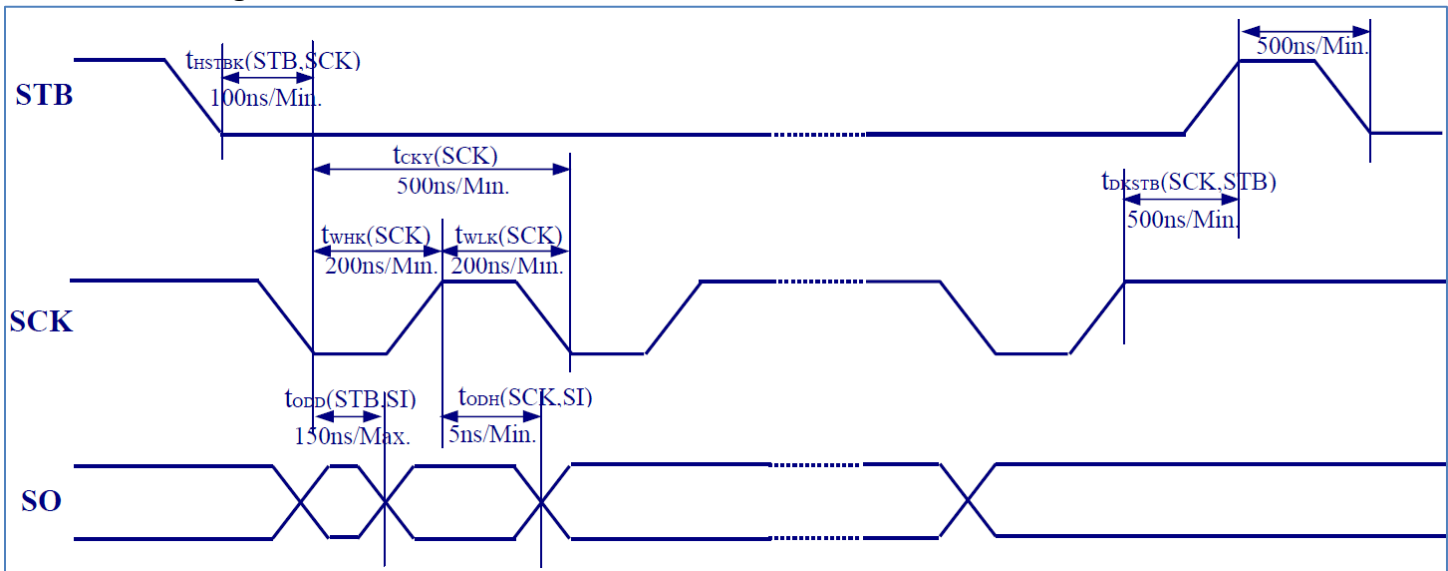 500ns/Min.
tHSTBK(STB,SCK)
100ns/Min.
STB
tCKY(SCK)
500ns/Min.
tDKSTB(SCK,STB)
500ns/Min.
tWHK(SCK)
200ns/Min.
tWLK(SCK)
200ns/Min.
SCK
tODD(STB,SI)
150ns/Max.
tODH(SCK,SI)
5ns/Min.
SO